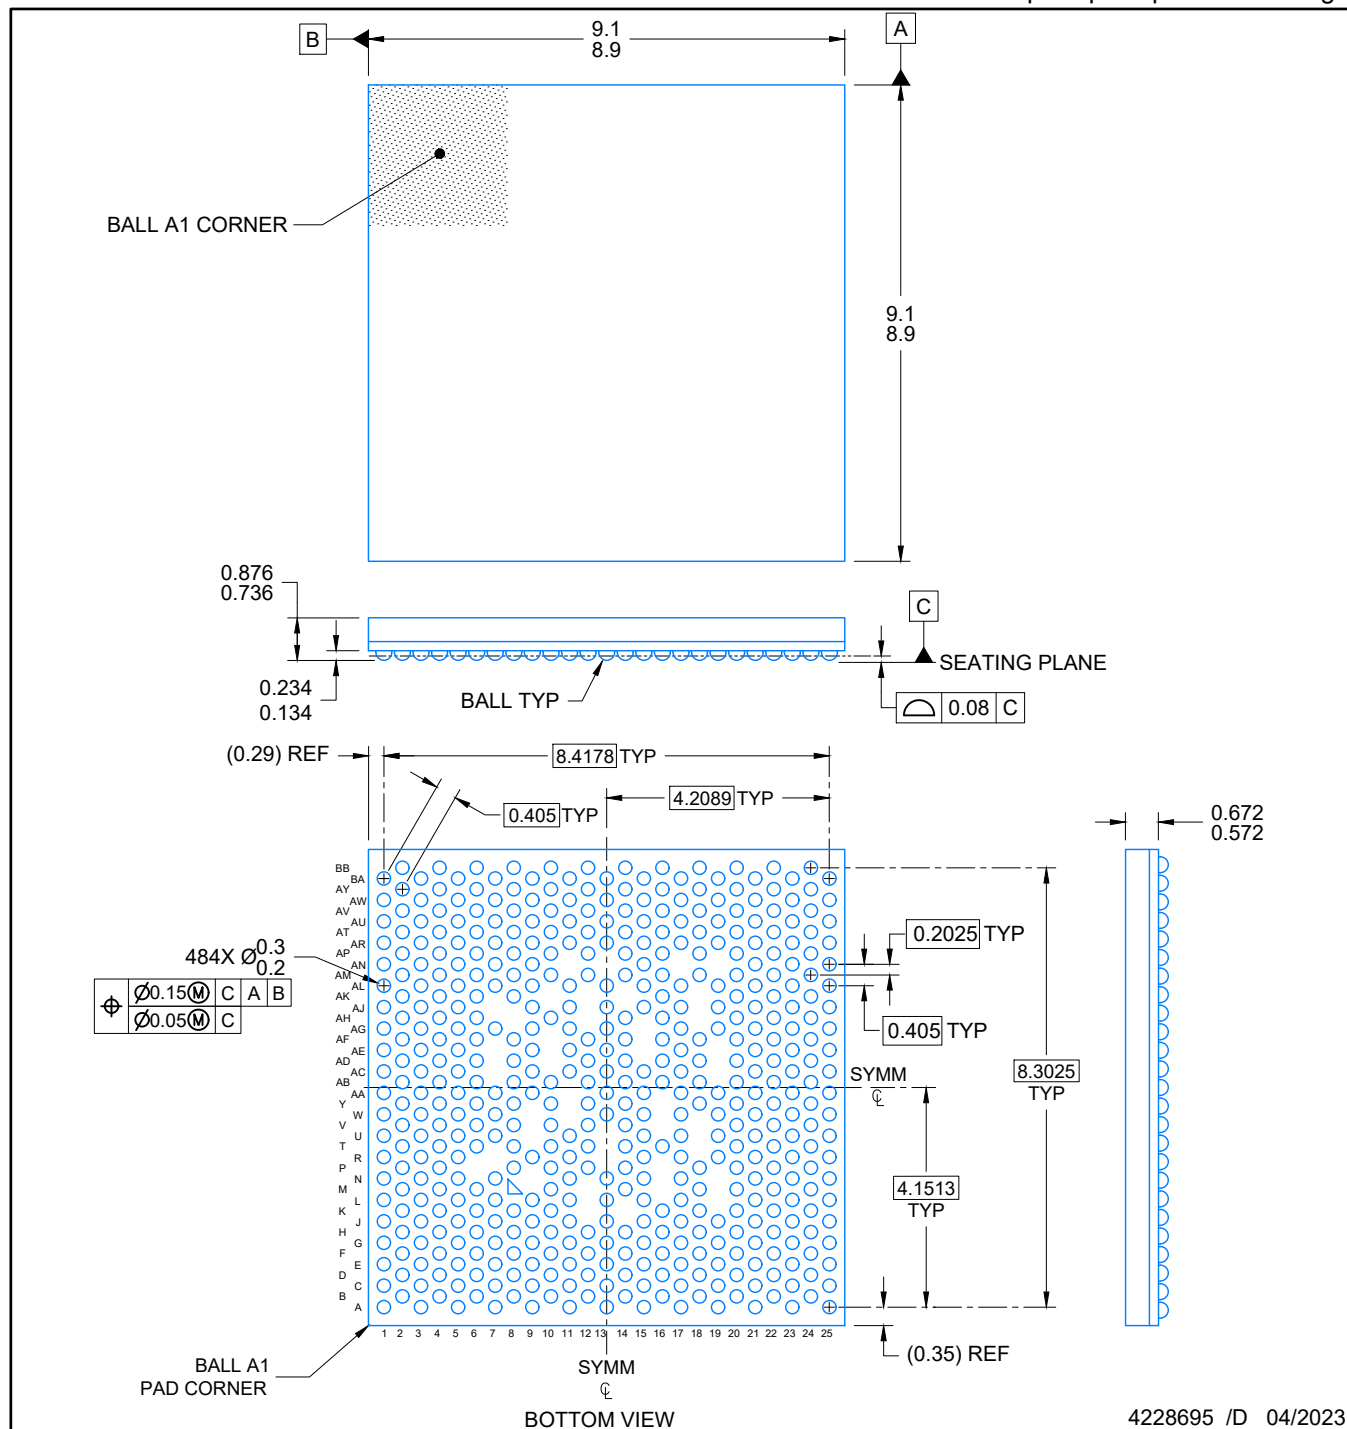 B
9.1
8.9
A
BALL A1 CORNER
9.1
8.9
0.876
0.736
C
SEATING PLANE
0.234
0.134
BALL TYP
0.08 C
(0.29) REF
8.4178 TYP
4.2089 TYP
0.405 TYP
0.672
0.572
BB
BA
AY
AW
AV
AU
AT
AR
AP
AN
AM
AL
AK
AJ
AH
AG
AF
AE
AD
AC
AB
AA
Y
W
V
U
T
R
P
N
M
L
K
J
H
G
F
E
D
C
B
A
0.2025 TYP
484X Ø 0.3
0.2
Ø0.15Ⓜ C A B
Ø0.05Ⓜ C
0.405 TYP
SYMM
℄
8.3025
TYP
4.1513
TYP
1 2 3 4 5 6 7 8 9 10 11 12 13 14 15 16 17 18 19 20 21 22 23 24 25
(0.35) REF
BALL A1
PAD CORNER
SYMM
℄
BOTTOM VIEW
4228695 /D 04/2023